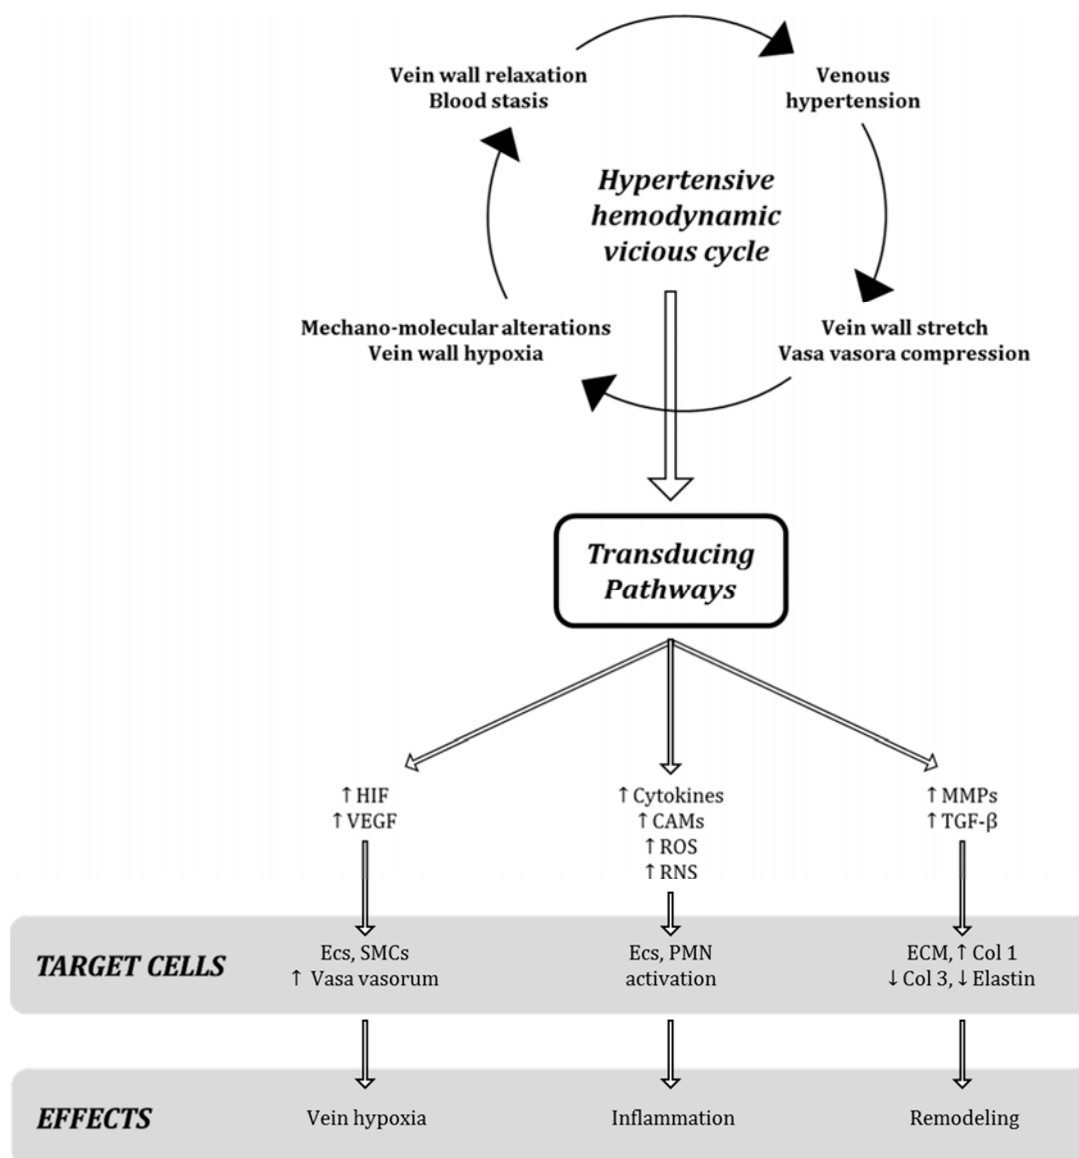 Vein wall relaxation
Blood stasis
Venous
hypertension
Hypertensive
hemodynamic
vicious cycle
Mechano-molecular alterations
Vein wall hypoxia
Vein wall stretch
Vasa vasora compression
Transducing
Pathways
↑ HIF
↑ VEGF
↑ Cytokines
↑ CAMs
↑ ROS
↑ RNS
↑ MMPs
↑ TGF-β
TARGET CELLS
Ecs, SMCs
↑ Vasa vasorum
Ecs, PMN
activation
ECM, ↑ Col 1
↓ Col 3, ↓ Elastin
EFFECTS
Vein hypoxia
Inflammation
Remodeling